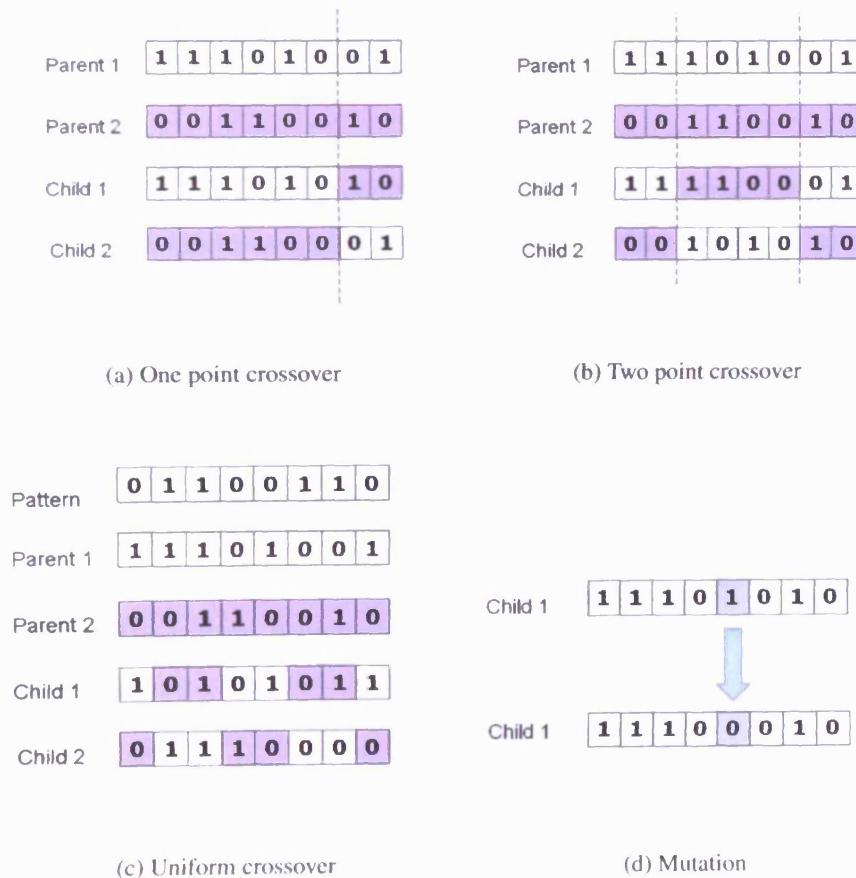 Parent 1 1 1 1 0 1 0 0 1
Parent 2 0 0 1 1 0 0 1 0
Child 1 1 1 1 0 1 0 1 0
Child 2 0 0 1 1 0 0 0 1
(a) One point crossover
Parent 1 1 1 1 0 1 0 0 1
Parent 2 0 0 1 1 0 0 1 0
Child 1 1 1 1 1 0 0 0 1
Child 2 0 0 1 0 1 0 1 0
(b) Two point crossover
Pattern 0 1 1 0 0 1 1 0
Parent 1 1 1 1 0 1 0 0 1
Parent 2 0 0 1 1 0 0 1 0
Child 1 1 0 1 0 1 0 1 1
Child 2 0 1 1 1 0 0 0 0
(c) Uniform crossover
Child 1 1 1 1 0 1 0 1 0
Child 1 1 1 1 0 0 0 1 0
(d) Mutation